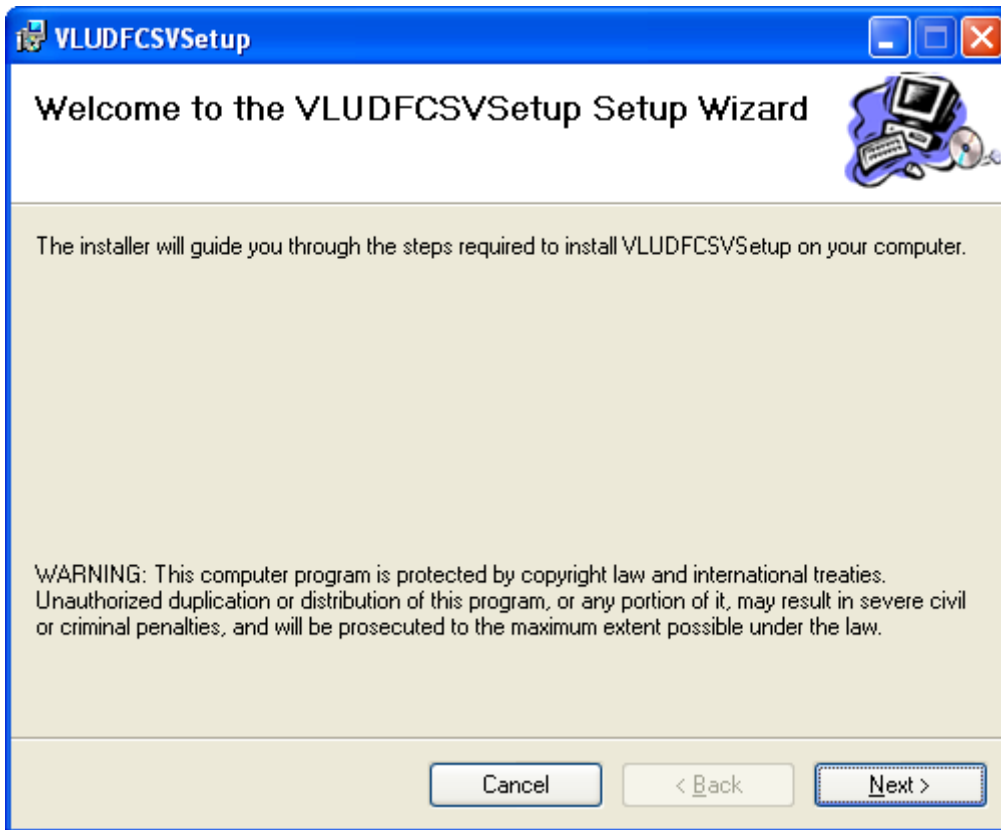 VLUDFCSVSetup
Welcome to the VLUDFCSVSetup Setup Wizard
The installer will guide you through the steps required to install VLUDFCSVSetup on your computer.
WARNING: This computer program is protected by copyright law and international treaties.
Unauthorized duplication or distribution of this program, or any portion of it, may result in severe civil
or criminal penalties, and will be prosecuted to the maximum extent possible under the law.
Cancel
< Back
Next >